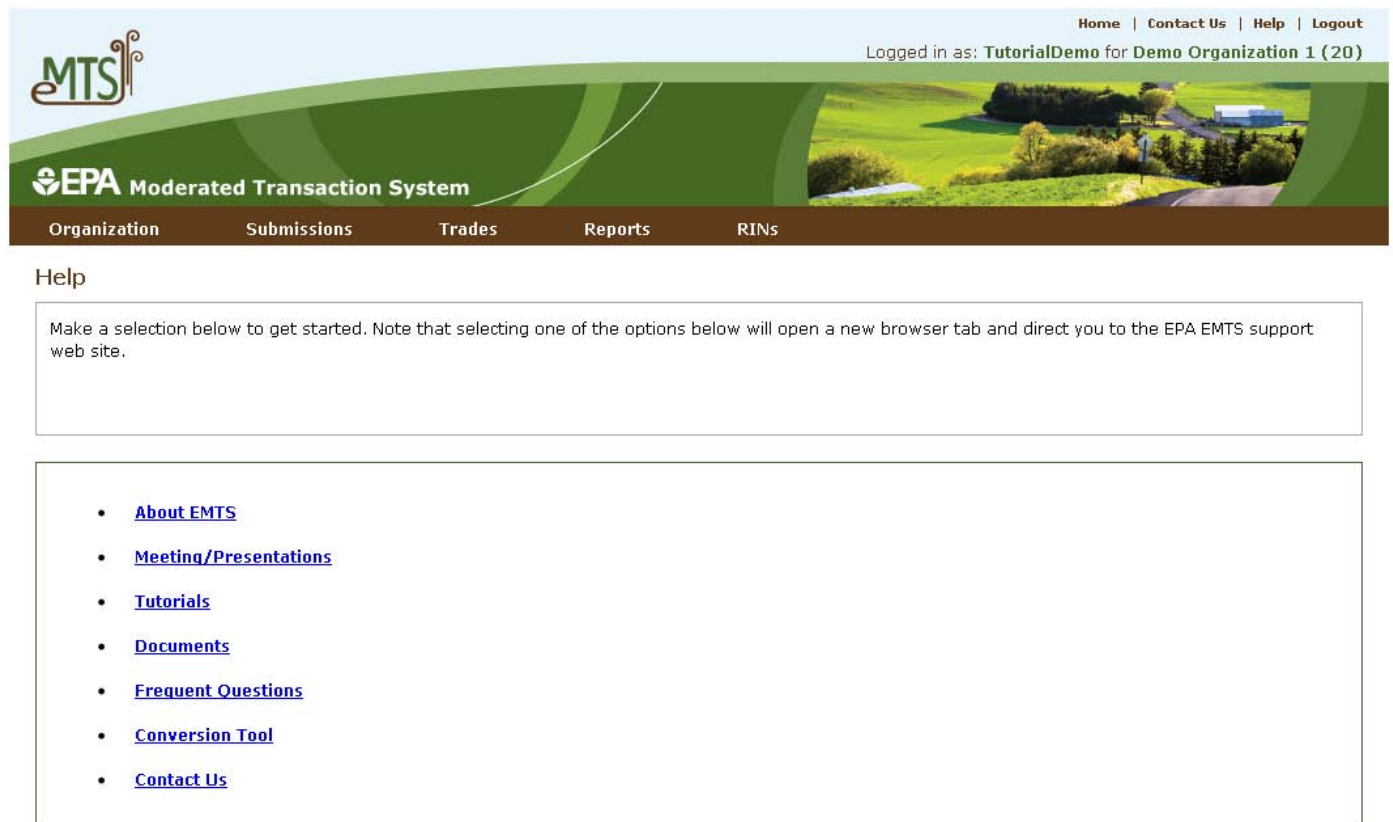 Home | Contact Us | Help | Logout
Logged in as: TutorialDemo for Demo Organization 1 (20)
eMTS
EPA Moderated Transaction System
Organization Submissions Trades Reports RINs
Help
Make a selection below to get started. Note that selecting one of the options below will open a new browser tab and direct you to the EPA EMTS support
web site.
• About EMTS
• Meeting/Presentations
• Tutorials
• Documents
• Frequent Questions
• Conversion Tool
• Contact Us